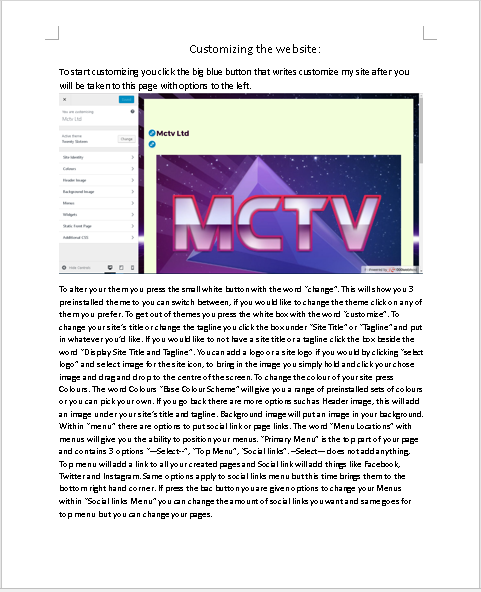 Customizing the website:
To start customizing you click the big blue button that writes customize my site after you
will be taken to this page with options to the left.
You are customizing
Mctv Ltd
Active theme
Twenty Sixteen
Change
Site Identity
Colours
Header Image
Background Image
Menus
Widgets
Static Front Page
Additional CSS
Hide Controls
Mctv Ltd
MCTV
To alter your them you press the small white button with the word “change”. This will show you 3
preinstalled theme to you can switch between, if you would like to change the theme click on any of
them you prefer. To get out of themes you press the white box with the word “customize”. To
change your site’s title or change the tagline you click the box under “Site Title” or “Tagline” and put
in whatever you’d like. If you would like to not have a site title or a tagline click the box beside the
word “Display Site Title and Tagline”. You can add a logo or a site logo if you would by clicking “select
logo” and select image for the site icon, to bring in the image you simply hold and click your chose
image and drag and drop to the centre of the screen. To change the colour of your site press
Colours. The word Colours “Base Colour Scheme” will give you a range of preinstalled sets of colours
or you can pick your own. If you go back there are more options such as Header image, this will add
an image under your site’s title and tagline. Background image will put an image in your background.
Within “menu” there are options to put social link or page links. The word “Menu Locations” with
menus will give you the ability to position your menus. “Primary Menu” is the top part of your page
and contains 3 options “—Select--”, “Top Menu”, ‘Social links”. –Select— does not add anything,
Top menu will add a link to all your created pages and Social link will add things like Facebook,
Twitter and Instagram. Same options apply to social links menu but this time brings them to the
bottom right hand corner. If press the bac button you are given options to change your Menus
within “Social links Menu” you can change the amount of social links you want and same goes for
top menu but you can change your pages.